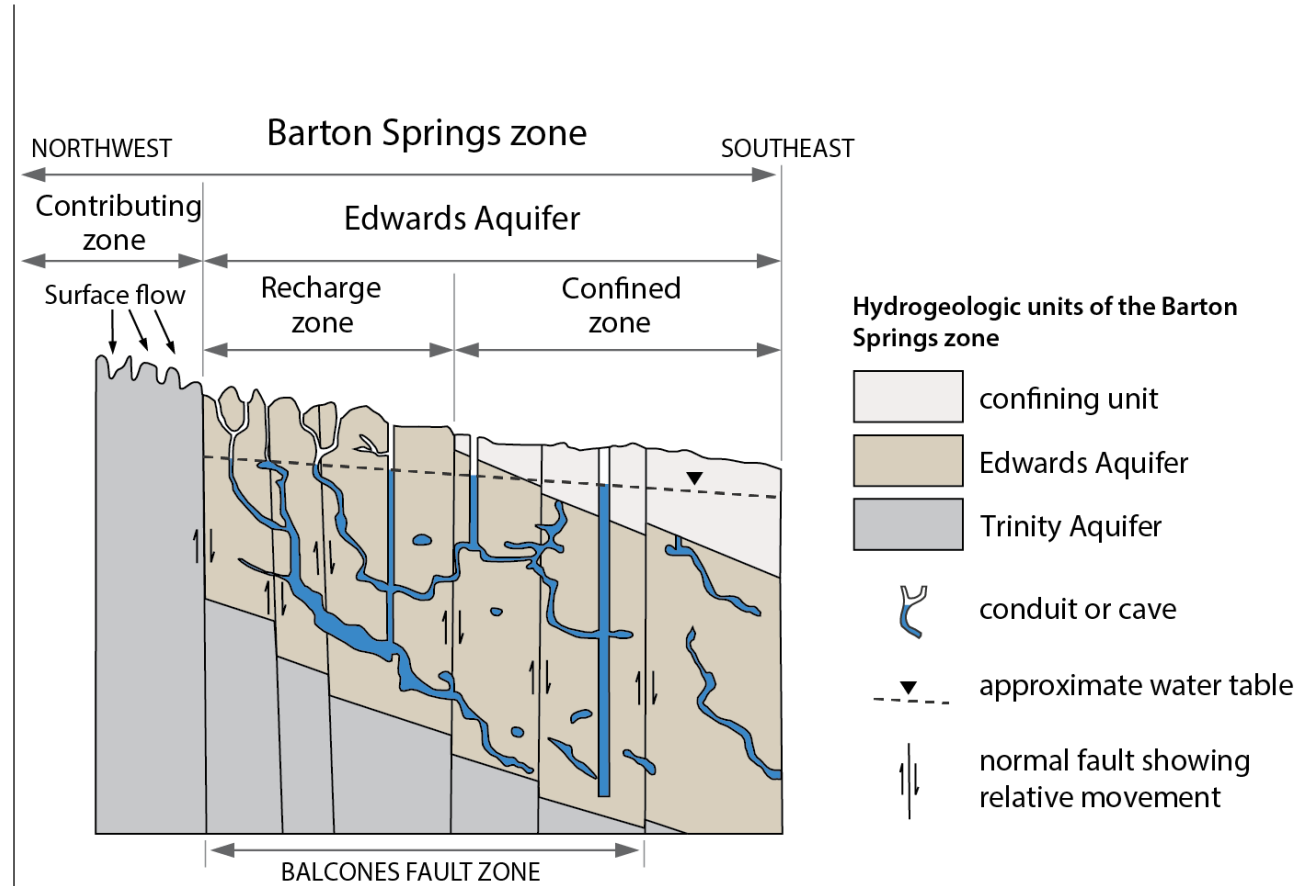 Barton Springs zone
NORTHWEST
SOUTHEAST
Contributing
zone
Edwards Aquifer
Surface flow
Recharge
zone
Confined
zone
Hydrogeologic units of the Barton
Springs zone
confining unit
Edwards Aquifer
Trinity Aquifer
conduit or cave
approximate water table
normal fault showing
relative movement
BALCONES FAULT ZONE